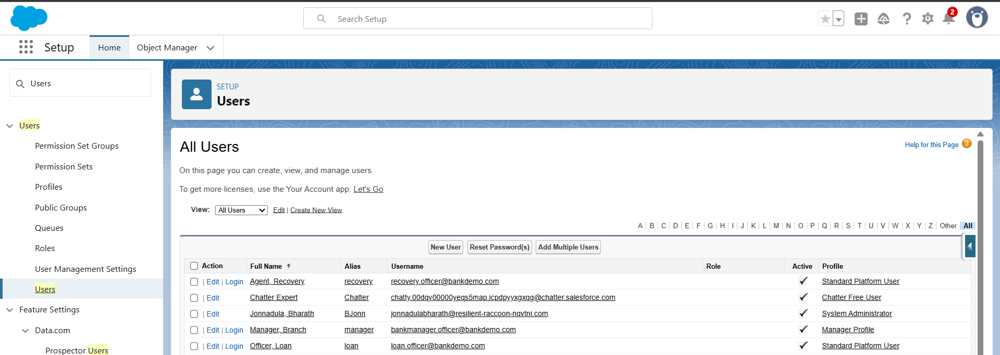 Search Setup
2
Setup
Home
Object Manager
Users
Users
Permission Set Groups
Permission Sets
Profiles
Public Groups
Queues
Roles
User Management Settings
Users
Feature Settings
Data.com
Prospector Users
SETUP
Users
All Users
Help for this Page ?
On this page you can create, view, and manage users.
To get more licenses, use the Your Account app. Let's Go
View: All Users Edit | Create New View
A | B | C | D | E | F | G | H | I | J | K | L | M | N | O | P | Q | R | S | T | U | V | W | X | Y | Z | Other All
New User Reset Password(s) Add Multiple Users
Action Full Name ↑ Alias Username Role Active Profile
| Edit | Login Agent, Recovery recovery recovery.officer@bankdemo.com ✓ Standard Platform User
| Edit Chatter Expert Chatter chatty.00dqy00000yeqs5map.icpdpyyxgxqg@chatter.salesforce.com ✓ Chatter Free User
| Edit Jonnadula, Bharath BJonn jonnadulabharath@resilient-raccoon-nqvtni.com ✓ System Administrator
| Edit | Login Manager, Branch manager bankmanager.officer@bankdemo.com ✓ Manager Profile
| Edit | Login Officer, Loan loan loan.officer@bankdemo.com ✓ Standard Platform User